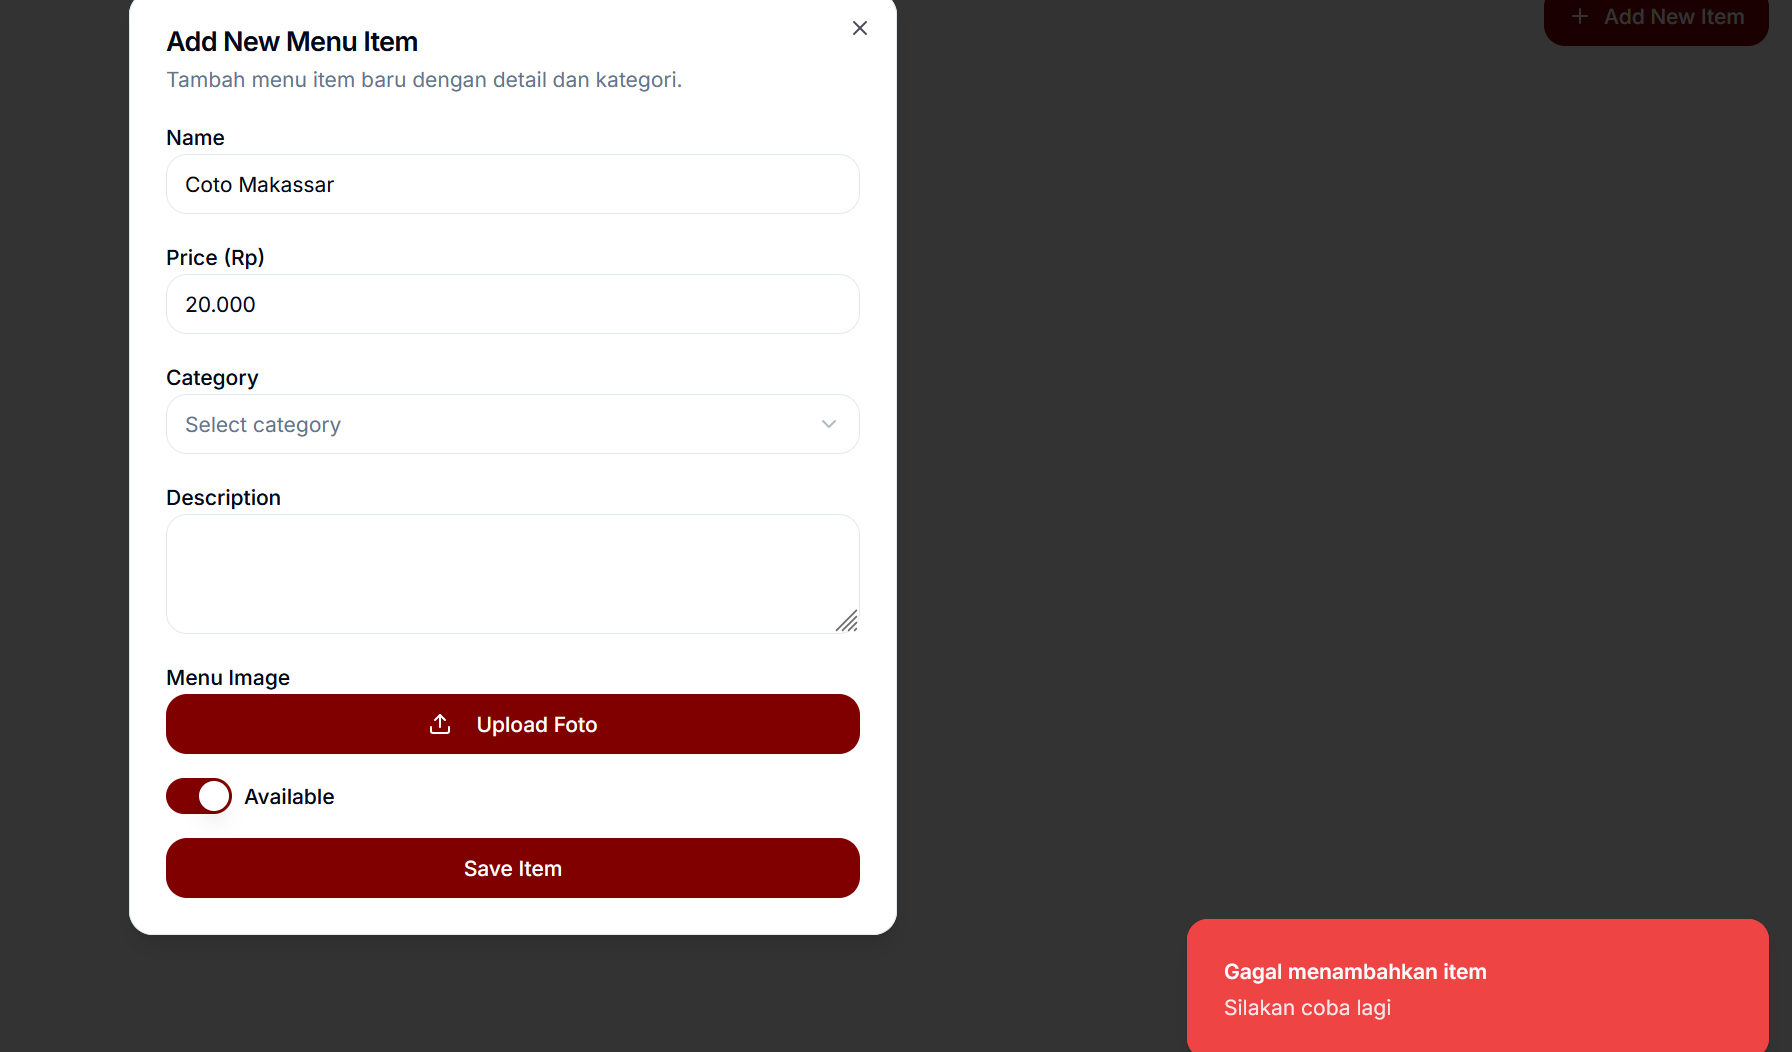 Add New Item
Add New Menu Item
Tambah menu item baru dengan detail dan kategori.
Name
Coto Makassar
Price (Rp)
20.000
Category
Select category
Description
Menu Image
Upload Foto
Available
Save Item
Gagal menambahkan item
Silakan coba lagi